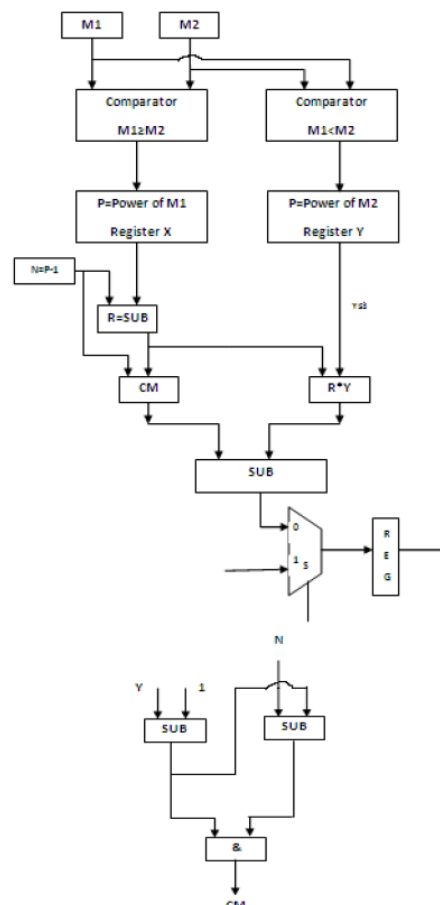 M1
M2
Comparator
M1≥M2
Comparator
M1<M2
P=Power of M1
Register X
P=Power of M2
Register Y
N=P-1
R=SUB
CM
R*Y
SUB
0
1
S
R
E
G
N
Y
1
SUB
SUB
&
CM